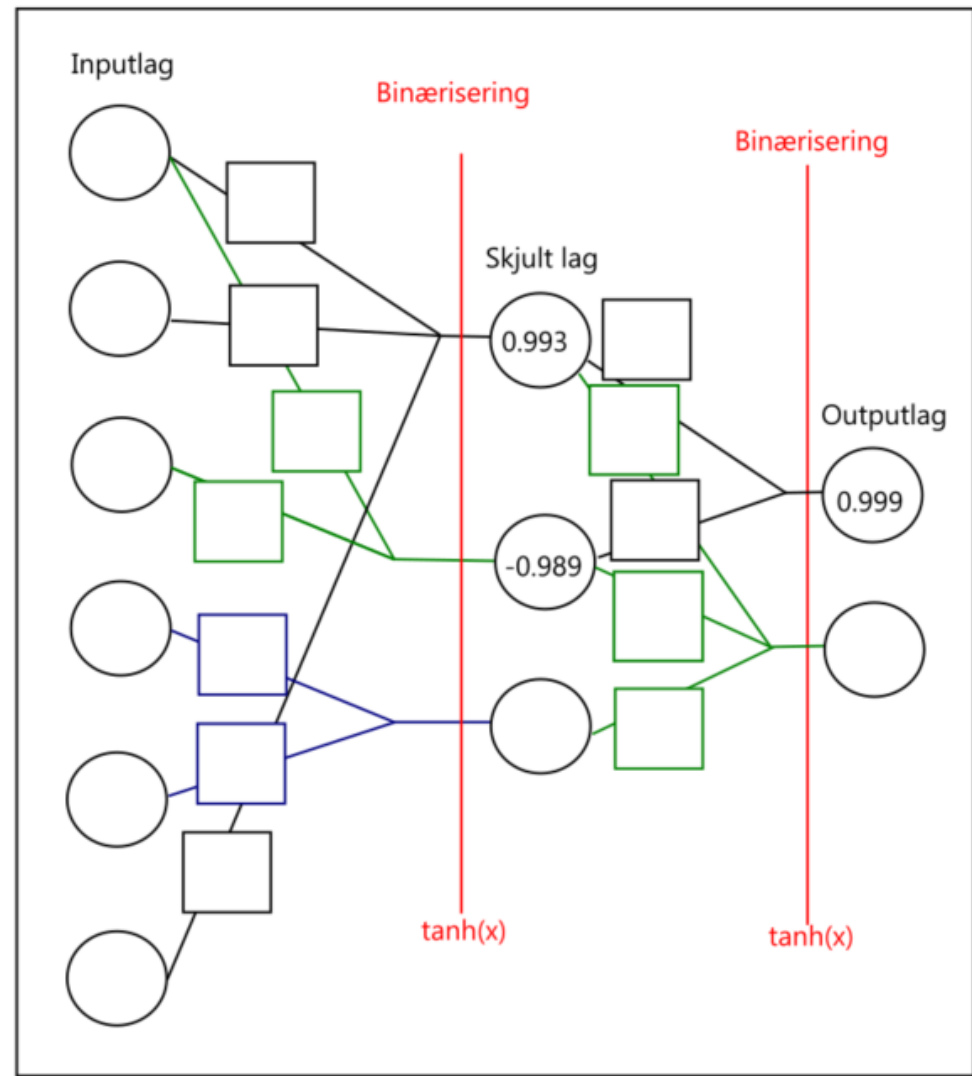 Inputlag
Binærisering
Binærisering
Skjult lag
0.993
Outputlag
0.999
-0.989
tanh(x)
tanh(x)